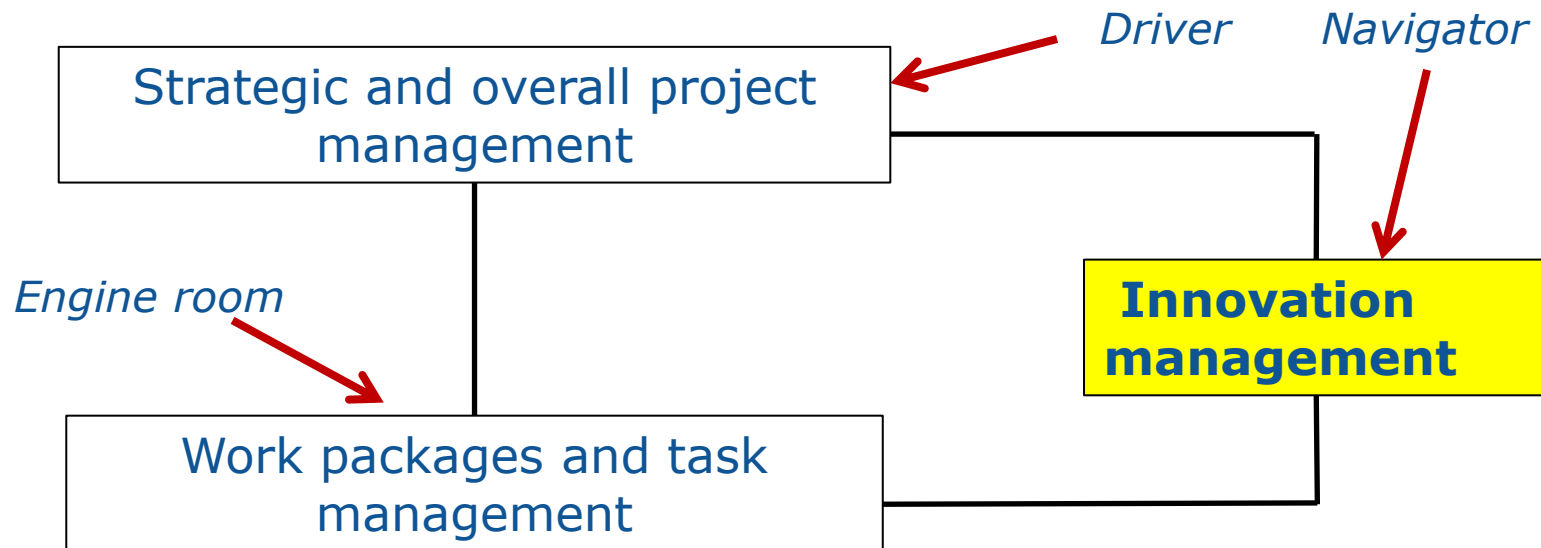 Driver
Navigator
Strategic and overall project
management
Engine room
Innovation
management
Work packages and task
management